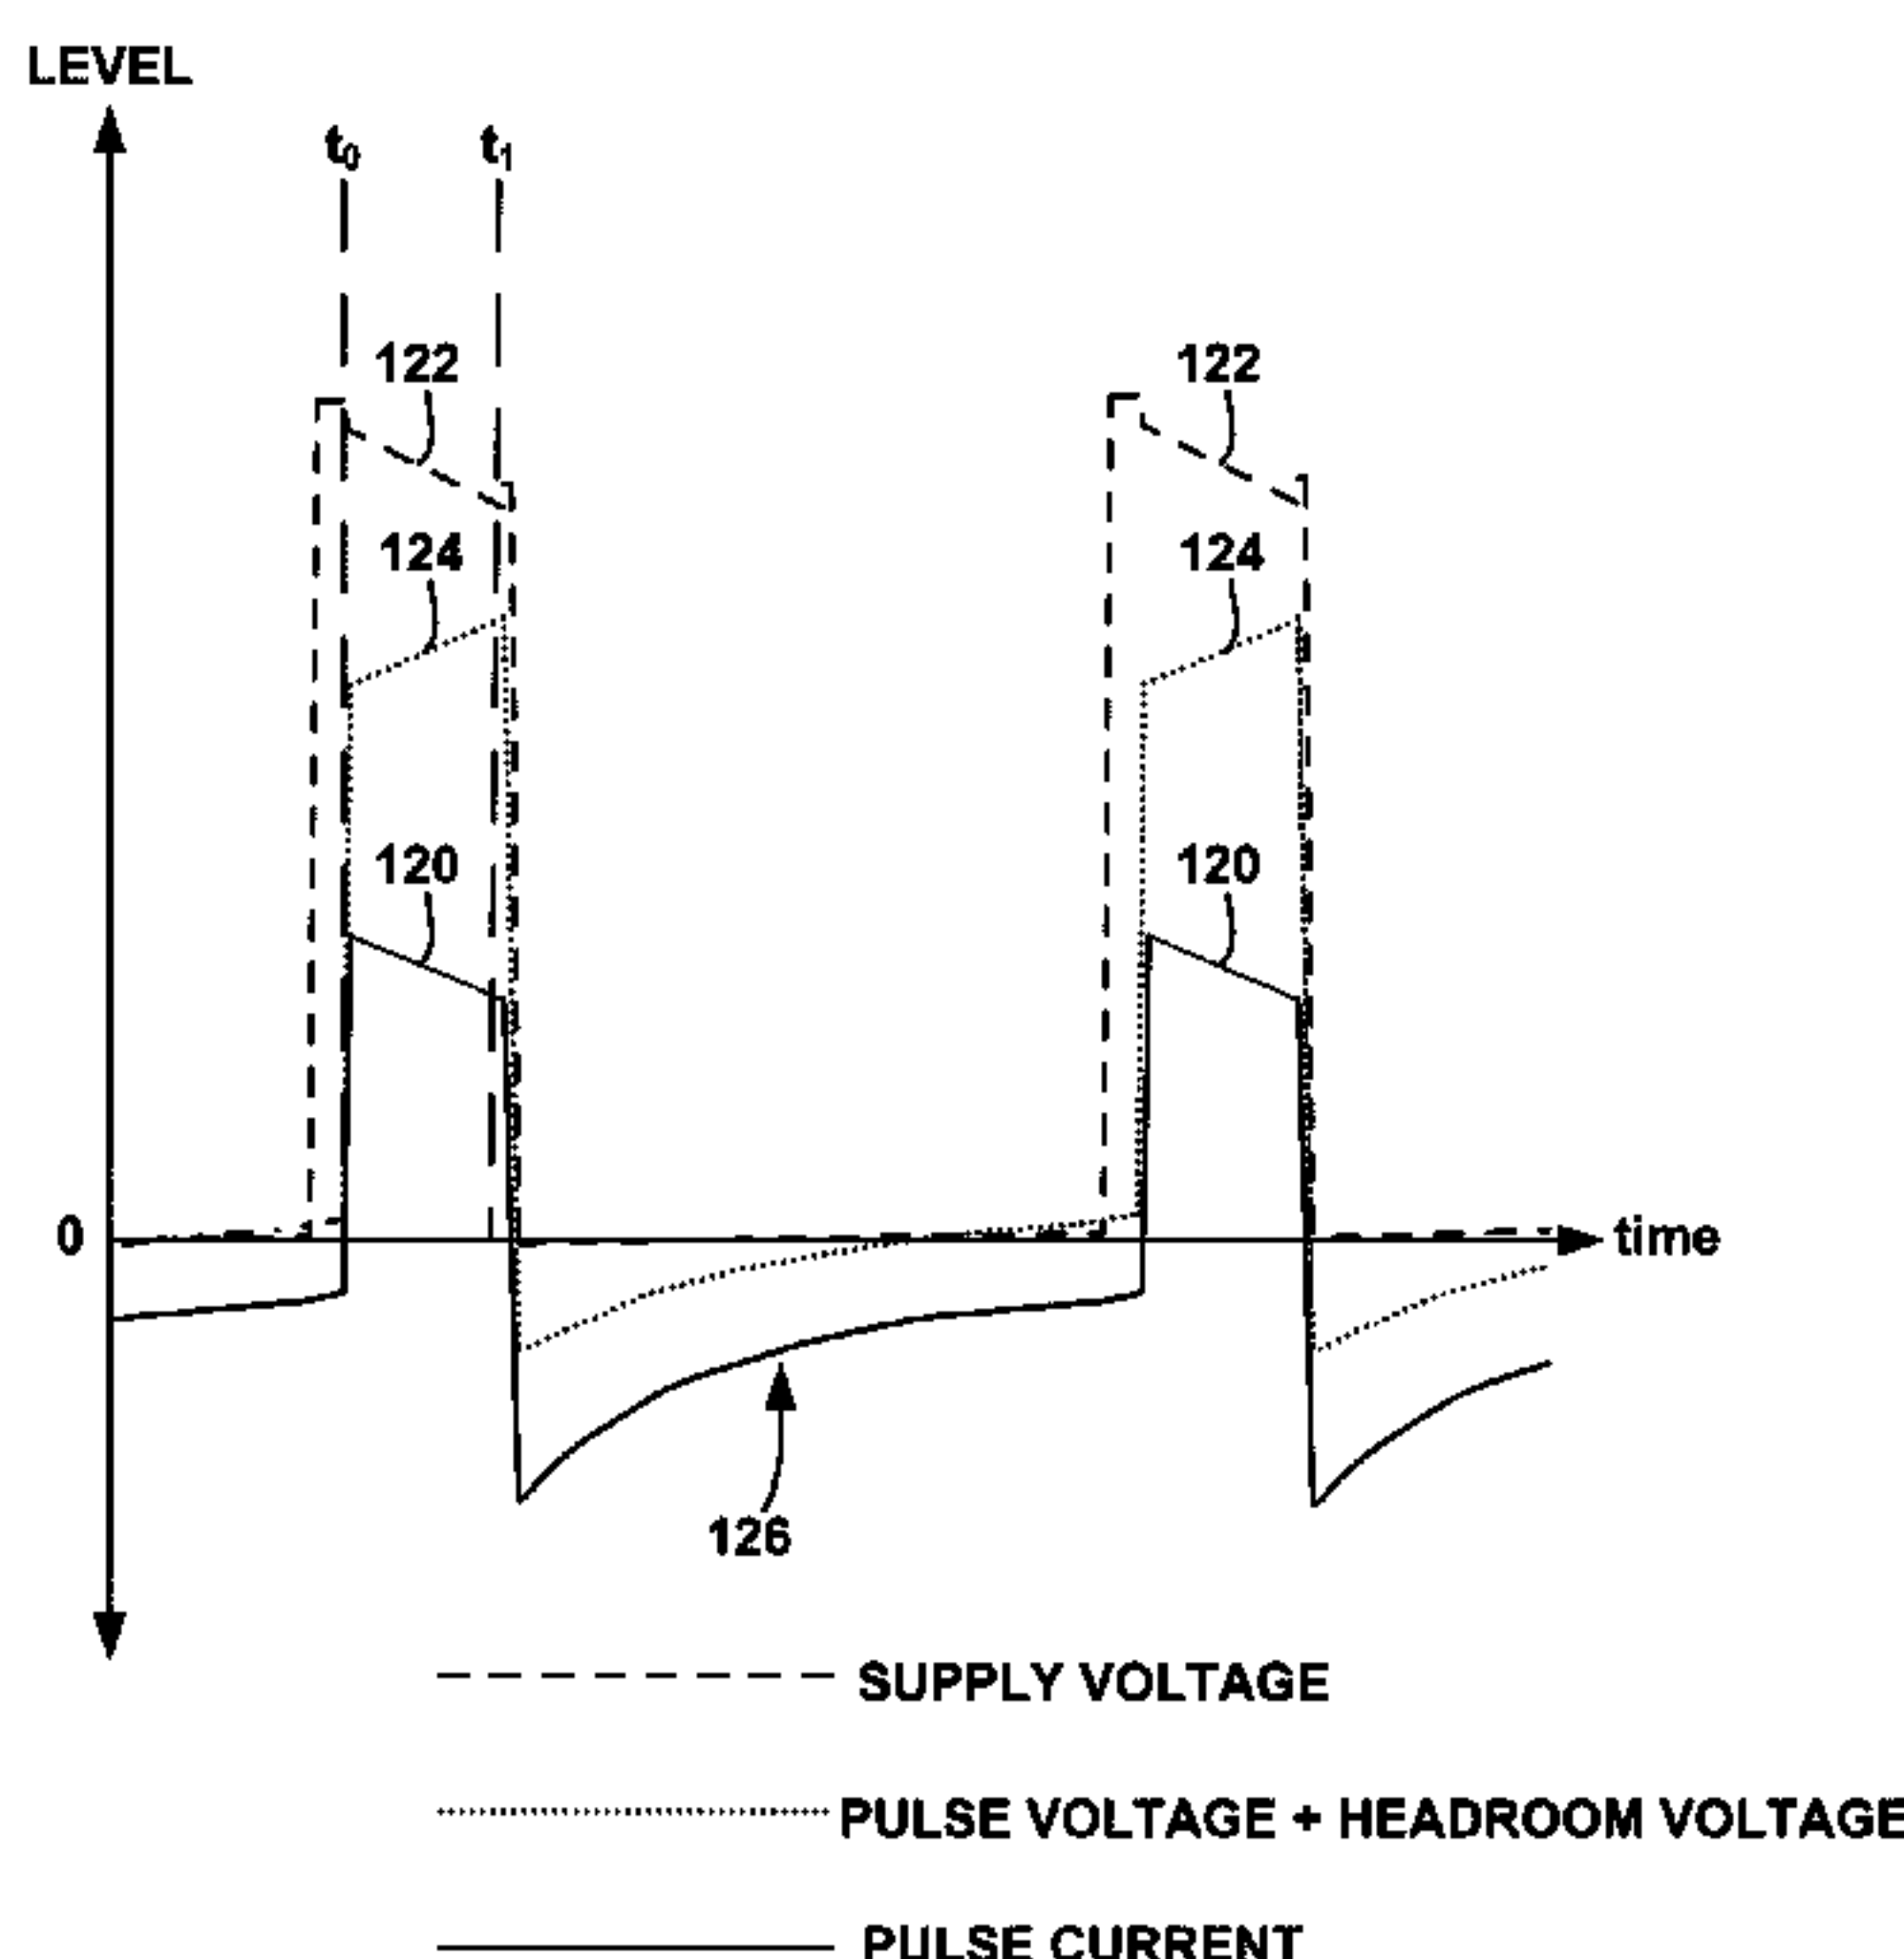 LEVEL
t0 t1
122 122
124 124
120 120
0 time
126
SUPPLY VOLTAGE
PULSE VOLTAGE + HEADROOM VOLTAGE
PULSE CURRENT